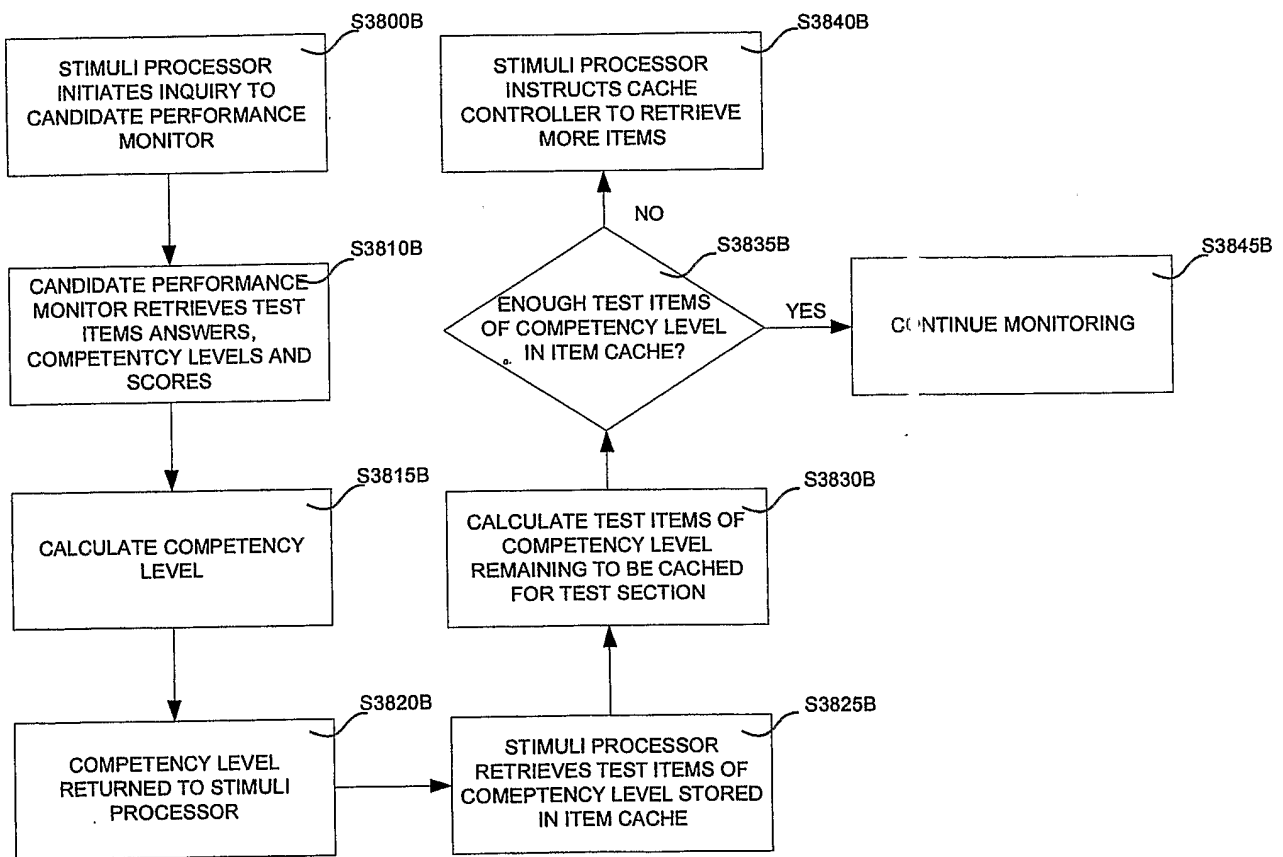 S3800B
STIMULI PROCESSOR
INITIATES INQUIRY TO
CANDIDATE PERFORMANCE
MONITOR
S3810B
CANDIDATE PERFORMANCE
MONITOR RETRIEVES TEST
ITEMS ANSWERS,
COMPETENTCY LEVELS AND
SCORES
S3815B
CALCULATE COMPETENCY
LEVEL
S3820B
COMPETENCY LEVEL
RETURNED TO STIMULI
PROCESSOR
S3825B
STIMULI PROCESSOR
RETRIEVES TEST ITEMS OF
COMEPTENCY LEVEL STORED
IN ITEM CACHE
S3830B
CALCULATE TEST ITEMS OF
COMPETENCY LEVEL
REMAINING TO BE CACHED
FOR TEST SECTION
S3835B
ENOUGH TEST ITEMS
OF COMPETENCY LEVEL
IN ITEM CACHE?
NO
S3840B
STIMULI PROCESSOR
INSTRUCTS CACHE
CONTROLLER TO RETRIEVE
MORE ITEMS
YES
S3845B
CONTINUE MONITORING